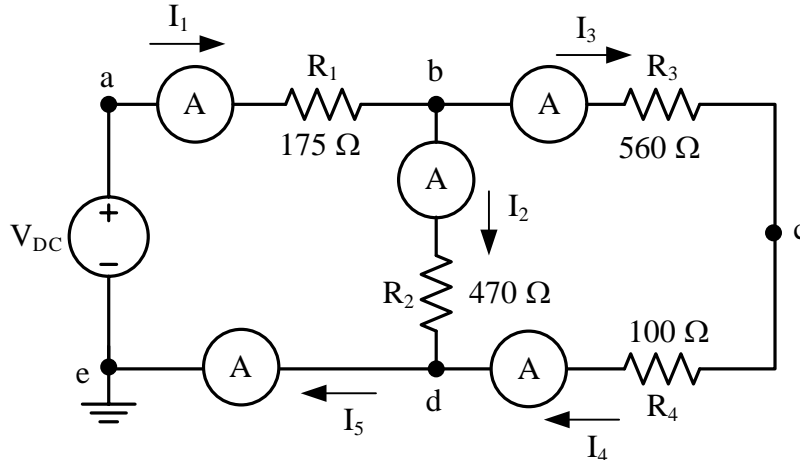 I1
I3
a
A
R1
b
A
R3
175 Ω
560 Ω
A
VDC
+
−
I2
c
R2
470 Ω
100 Ω
e
A
d
A
R4
I5
I4